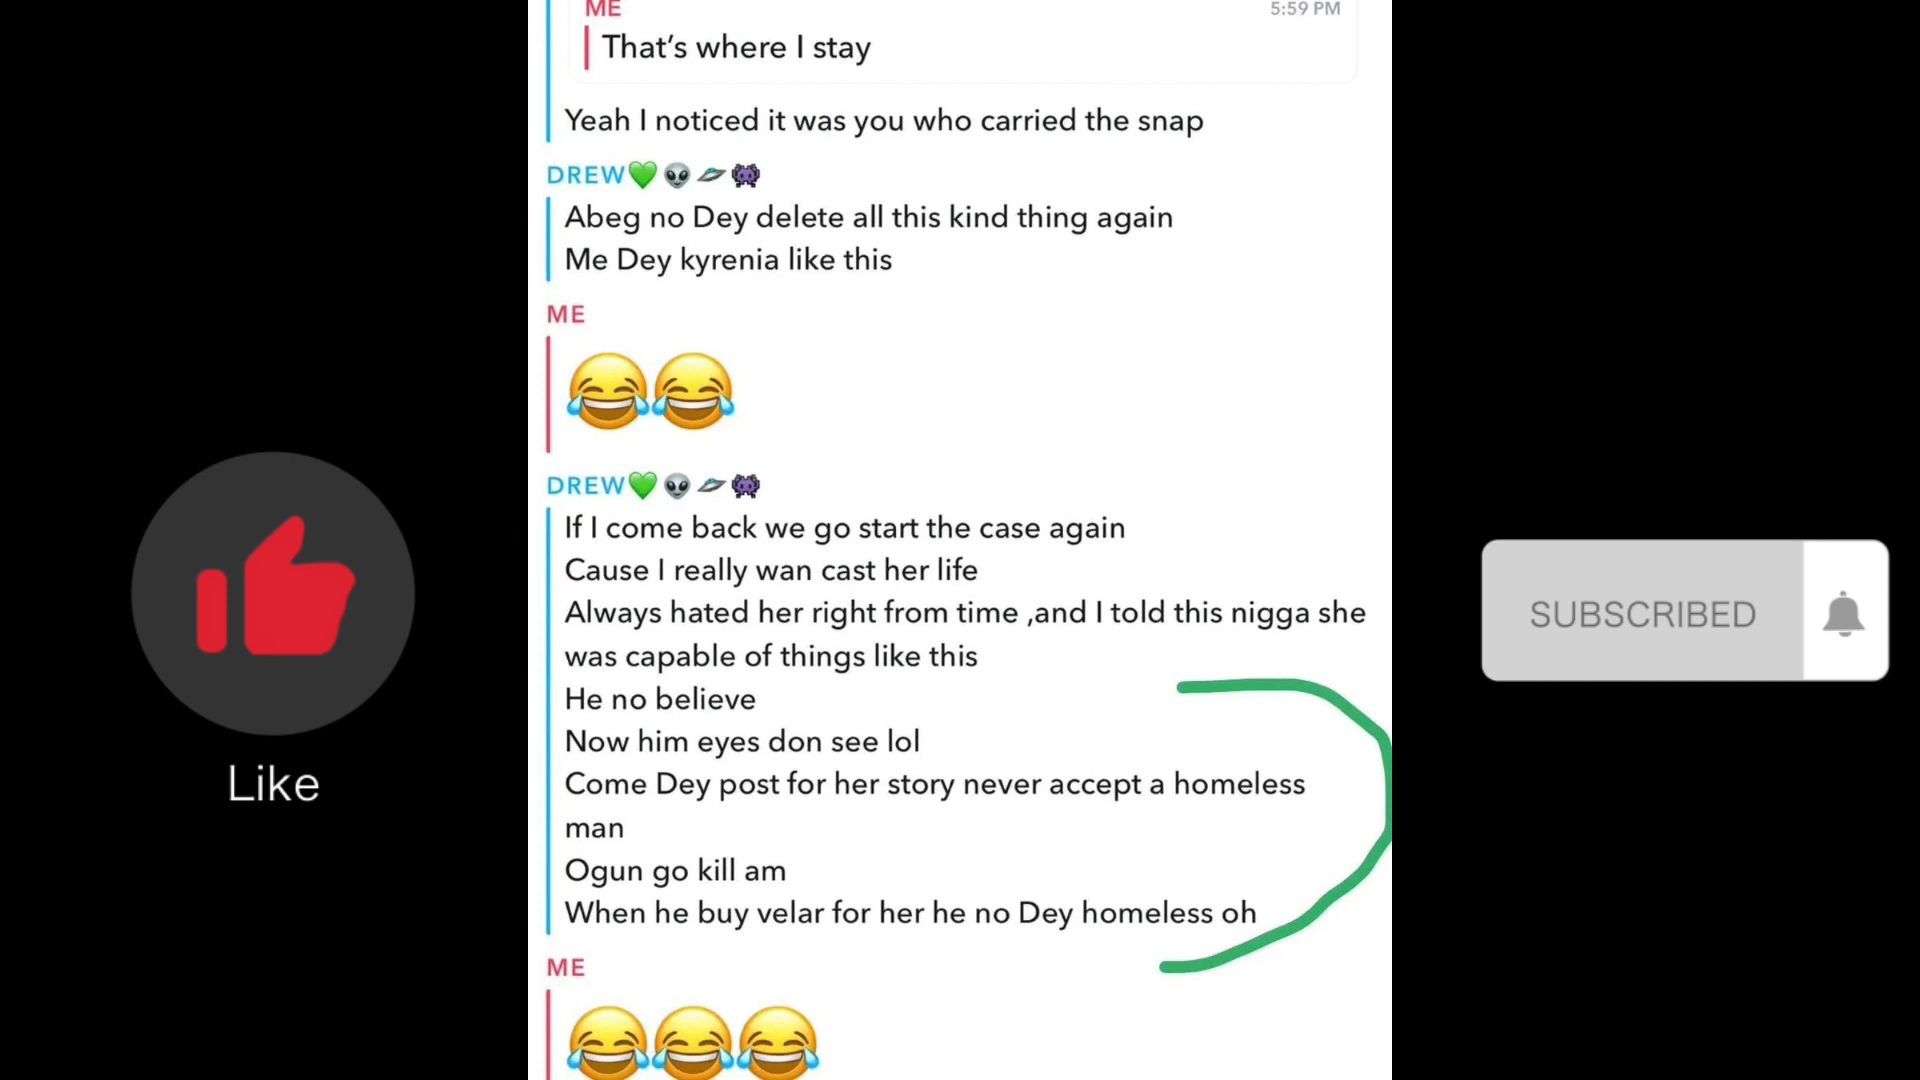 ME
5:59 PM
That's where I stay
Yeah I noticed it was you who carried the snap
DREW💚👽🛸👾
Abeg no Dey delete all this kind thing again
Me Dey kyrenia like this
ME
😂😂
DREW💚👽🛸👾
If I come back we go start the case again
Cause I really wan cast her life
Always hated her right from time ,and I told this nigga she
was capable of things like this
He no believe
Now him eyes don see lol
Come Dey post for her story never accept a homeless
man
Ogun go kill am
When he buy velar for her he no Dey homeless oh
ME
😂😂😂
Like
SUBSCRIBED